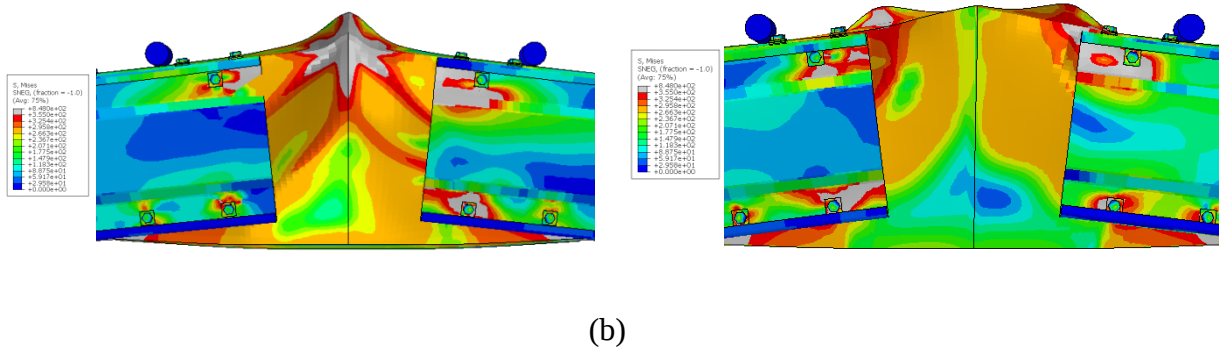 S, Mises
SNEG, (fraction = -1.0)
(Avg: 75%)
+8.480e+02
+3.550e+02
+3.254e+02
+2.958e+02
+2.663e+02
+2.367e+02
+2.071e+02
+1.775e+02
+1.479e+02
+1.183e+02
+8.875e+01
+5.917e+01
+2.958e+01
+0.000e+00
S, Mises
SNEG, (fraction = -1.0)
(Avg: 75%)
+8.480e+02
+3.550e+02
+3.254e+02
+2.958e+02
+2.663e+02
+2.367e+02
+2.071e+02
+1.775e+02
+1.479e+02
+1.183e+02
+8.875e+01
+5.917e+01
+2.958e+01
+0.000e+00
(b)